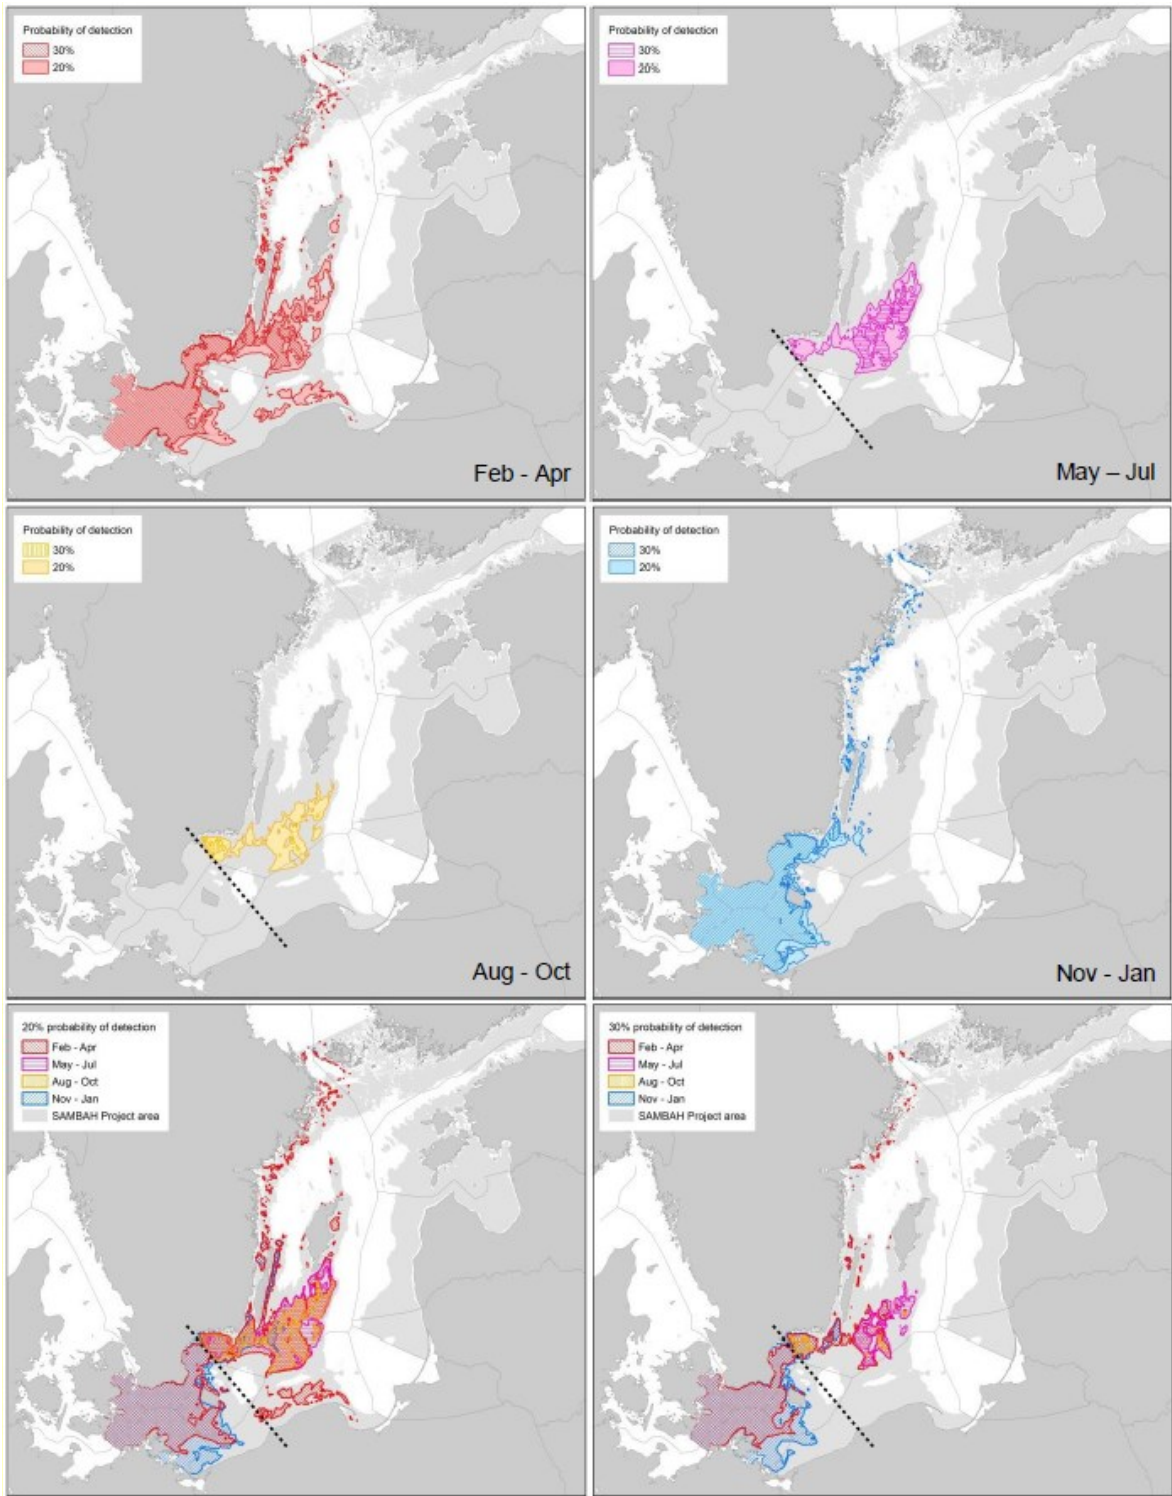 Probability of detection
30%
20%
Feb - Apr
Probability of detection
30%
20%
May – Jul
Probability of detection
30%
20%
Aug - Oct
Probability of detection
30%
20%
Nov - Jan
20% probability of detection
Feb - Apr
May - Jul
Aug - Oct
Nov - Jan
SAMBAH Project area
30% probability of detection
Feb - Apr
May - Jul
Aug - Oct
Nov - Jan
SAMBAH Project area